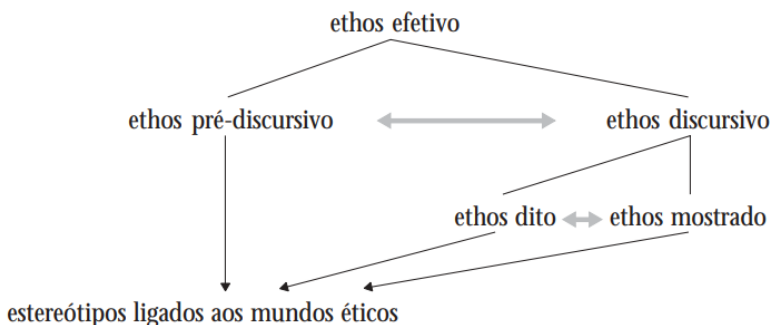 ethos efetivo
ethos pré-discursivo
ethos discursivo
ethos dito
ethos mostrado
estereótipos ligados aos mundos éticos